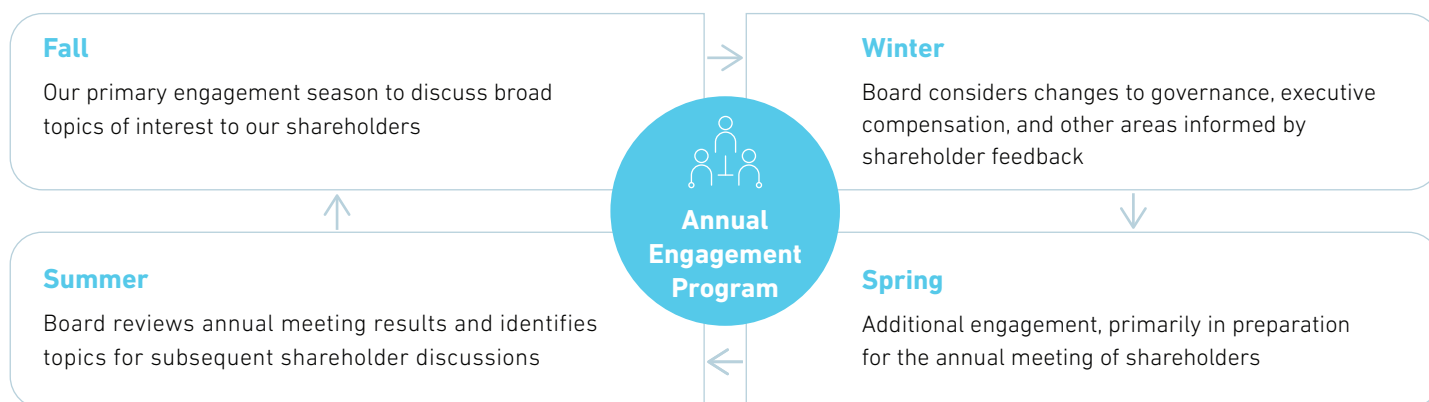 Fall
Our primary engagement season to discuss broad
topics of interest to our shareholders
Winter
Board considers changes to governance, executive
compensation, and other areas informed by
shareholder feedback
Annual
Engagement
Program
Summer
Board reviews annual meeting results and identifies
topics for subsequent shareholder discussions
Spring
Additional engagement, primarily in preparation
for the annual meeting of shareholders